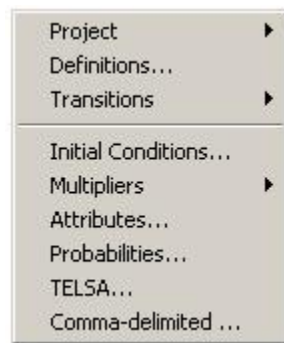 Project
Definitions...
Transitions
Initial Conditions...
Multipliers
Attributes...
Probabilities...
TELSA...
Comma-delimited ...